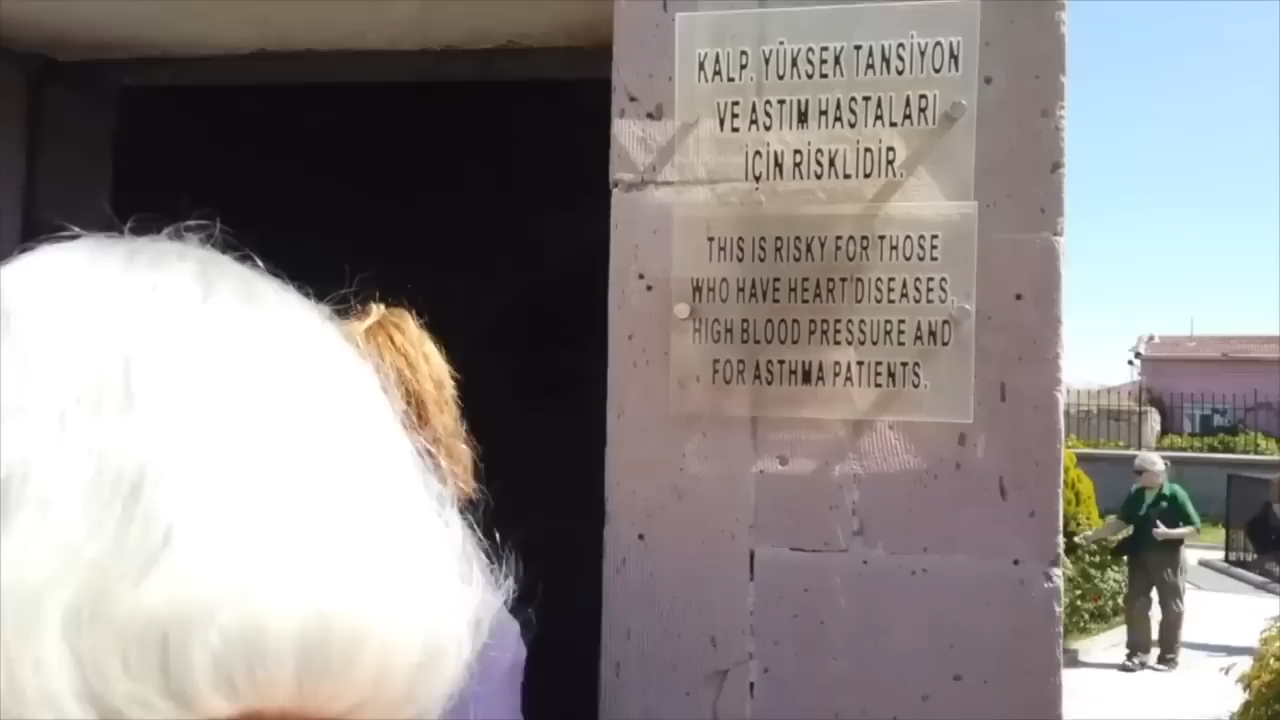 KALP. YÜKSEK TANSİYON
VE ASTIM HASTALARI
İÇİN RİSKLİDİR.
THIS IS RISKY FOR THOSE
WHO HAVE HEART DISEASES,
HIGH BLOOD PRESSURE AND
FOR ASTHMA PATIENTS.